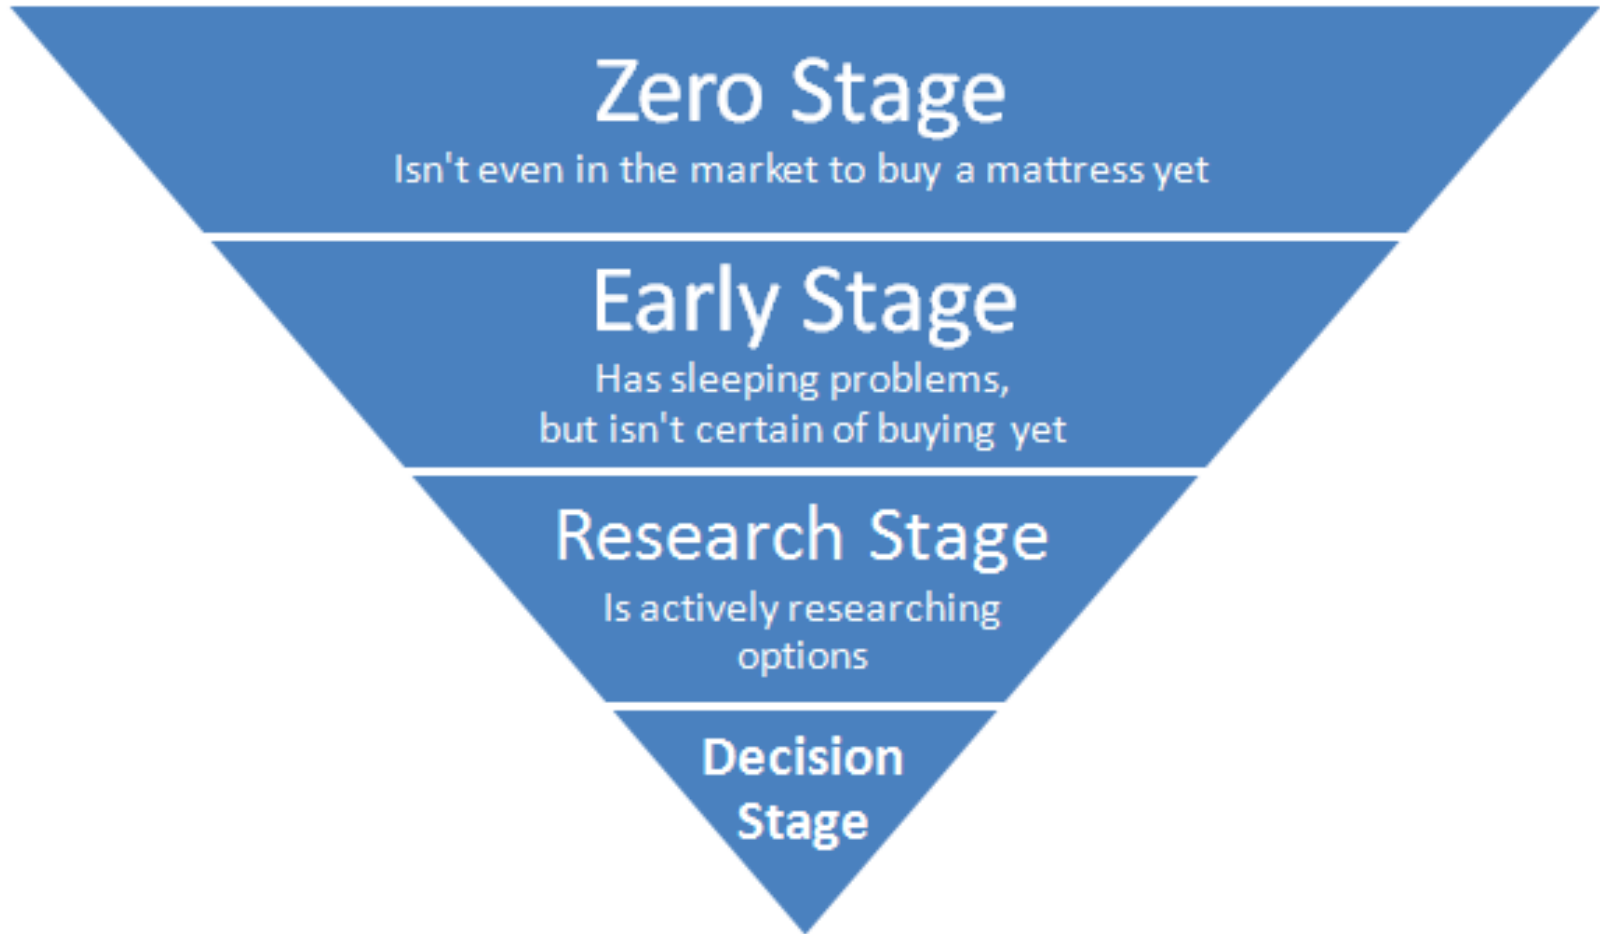 Zero Stage
Isn't even in the market to buy a mattress yet
Early Stage
Has sleeping problems,
but isn't certain of buying yet
Research Stage
Is actively researching
options
Decision
Stage